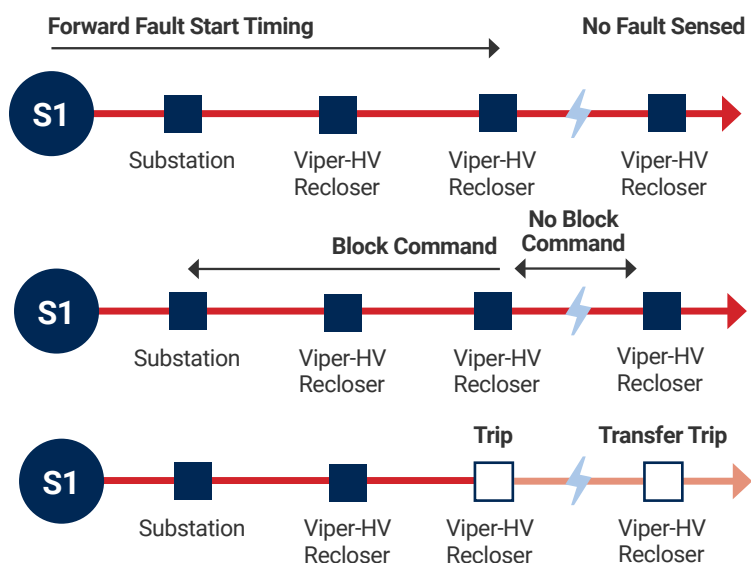 Forward Fault Start Timing
No Fault Sensed
S1
Substation
Viper-HV
Recloser
Viper-HV
Recloser
Viper-HV
Recloser
No Block
Command
Block Command
S1
Substation
Viper-HV
Recloser
Viper-HV
Recloser
Viper-HV
Recloser
Trip
Transfer Trip
S1
Substation
Viper-HV
Recloser
Viper-HV
Recloser
Viper-HV
Recloser